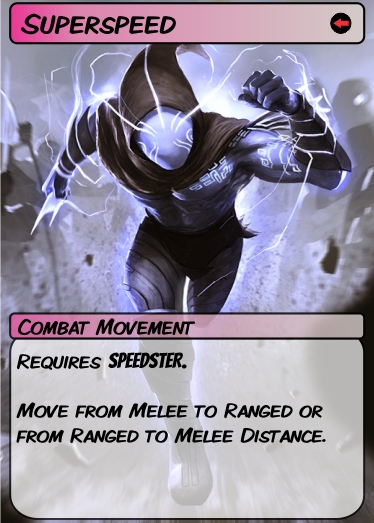 Superspeed
Combat Movement
Requires SPEEDSTER.
Move from Melee to Ranged or
from Ranged to Melee Distance.